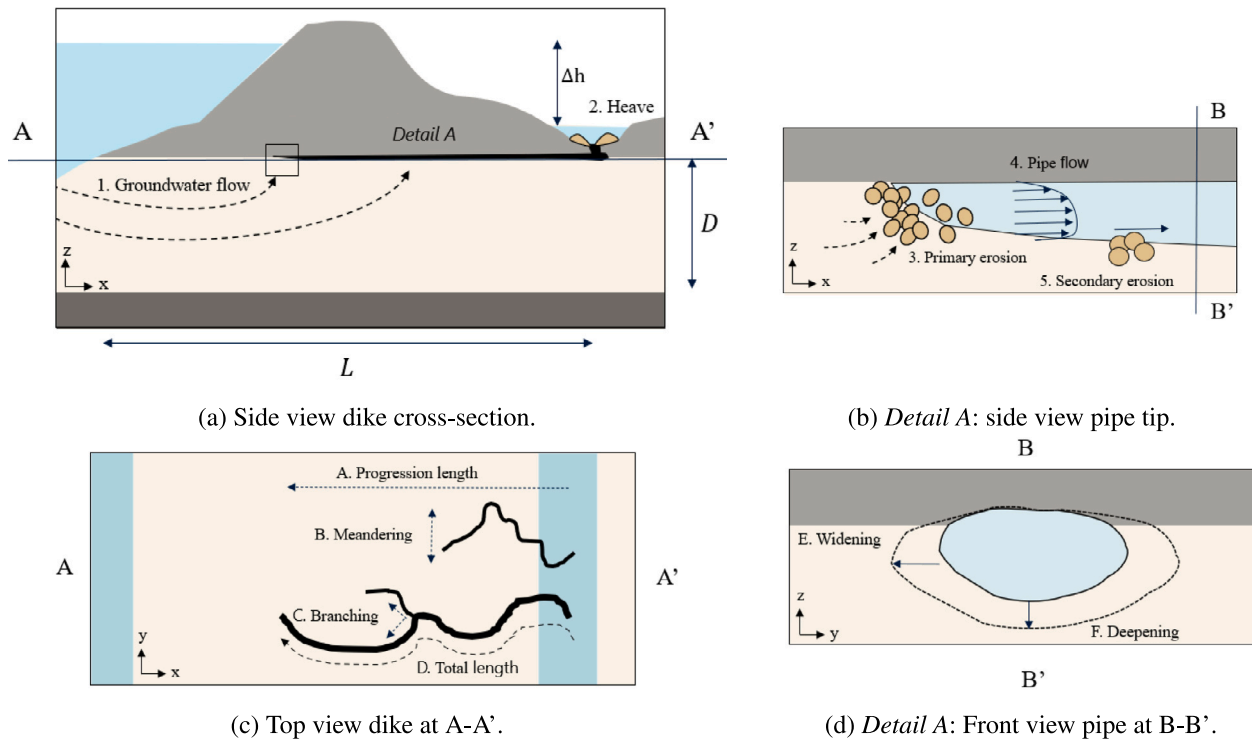 Δh
2. Heave
A
Detail A
A'
1. Groundwater flow
D
z
x
L
(a) Side view dike cross-section.
B
4. Pipe flow
3. Primary erosion
5. Secondary erosion
z
x
B'
(b) Detail A: side view pipe tip.
A. Progression length
B. Meandering
A
A'
C. Branching
D. Total length
y
x
(c) Top view dike at A-A’.
B
E. Widening
z
y
F. Deepening
B'
(d) Detail A: Front view pipe at B-B’.